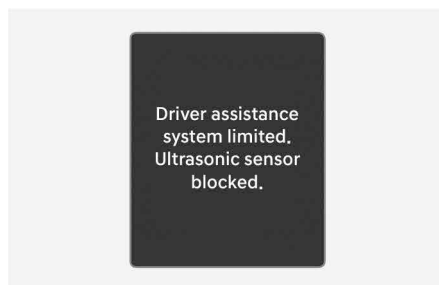 Driver assistance
system limited.
Ultrasonic sensor
blocked.